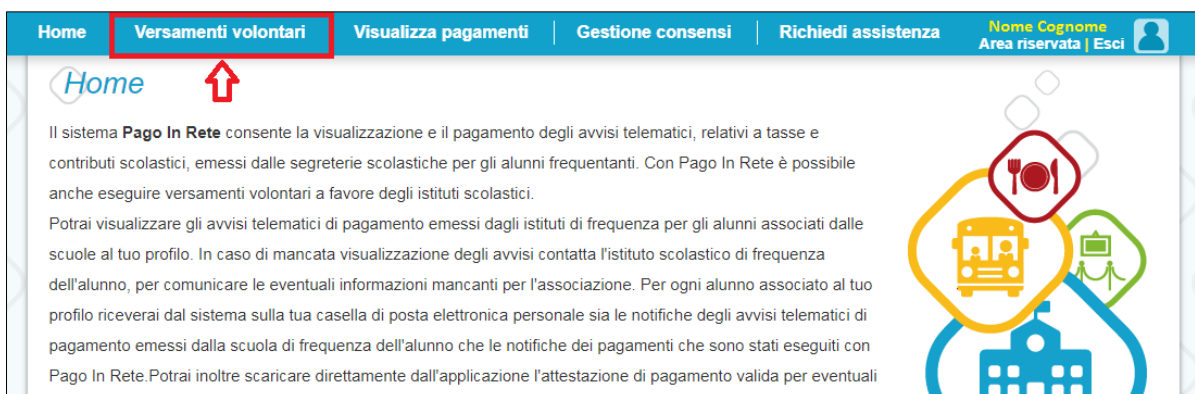 Home Versamenti volontari Visualizza pagamenti Gestione consensi Richiedi assistenza Nome Cognome
Area riservata | Esci
Home
Il sistema Pago In Rete consente la visualizzazione e il pagamento degli avvisi telematici, relativi a tasse e
contributi scolastici, emessi dalle segreterie scolastiche per gli alunni frequentanti. Con Pago In Rete è possibile
anche eseguire versamenti volontari a favore degli istituti scolastici.
Potrai visualizzare gli avvisi telematici di pagamento emessi dagli istituti di frequenza per gli alunni associati dalle
scuole al tuo profilo. In caso di mancata visualizzazione degli avvisi contatta l'istituto scolastico di frequenza
dell'alunno, per comunicare le eventuali informazioni mancanti per l'associazione. Per ogni alunno associato al tuo
profilo riceverai dal sistema sulla tua casella di posta elettronica personale sia le notifiche degli avvisi telematici di
pagamento emessi dalla scuola di frequenza dell'alunno che le notifiche dei pagamenti che sono stati eseguiti con
Pago In Rete.Potrai inoltre scaricare direttamente dall'applicazione l'attestazione di pagamento valida per eventuali